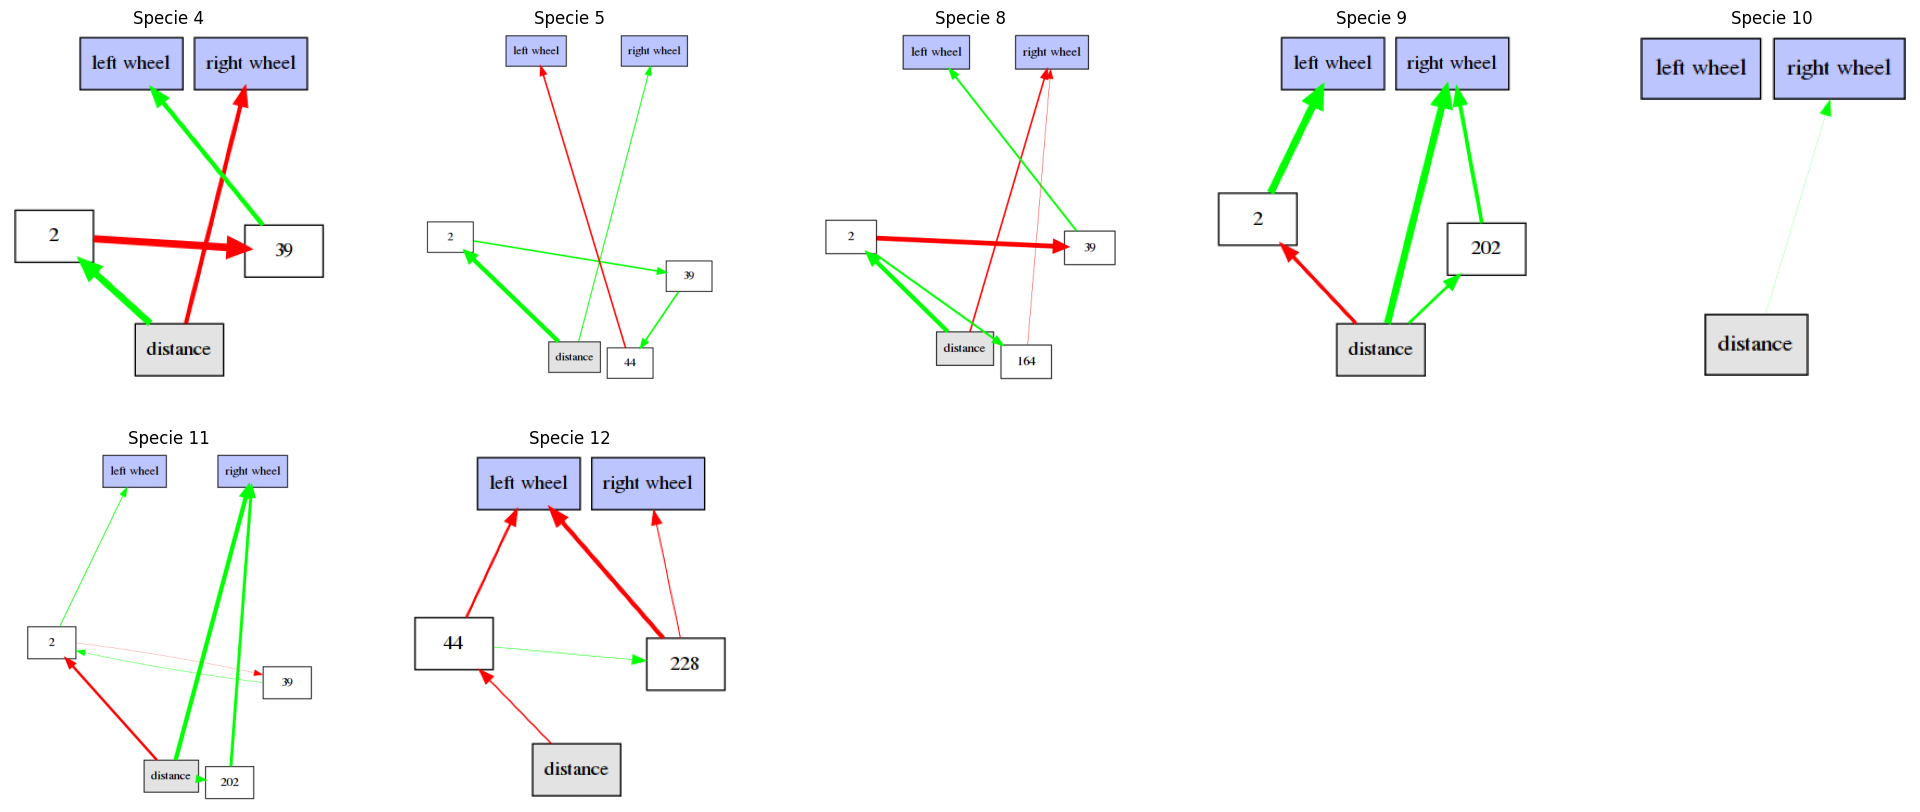 Specie 4
left wheel
right wheel
2
39
distance
Specie 5
left wheel
right wheel
2
39
distance
44
Specie 8
left wheel
right wheel
2
39
distance
164
Specie 9
left wheel
right wheel
2
202
distance
Specie 10
left wheel
right wheel
distance
Specie 11
left wheel
right wheel
2
39
distance
202
Specie 12
left wheel
right wheel
44
228
distance